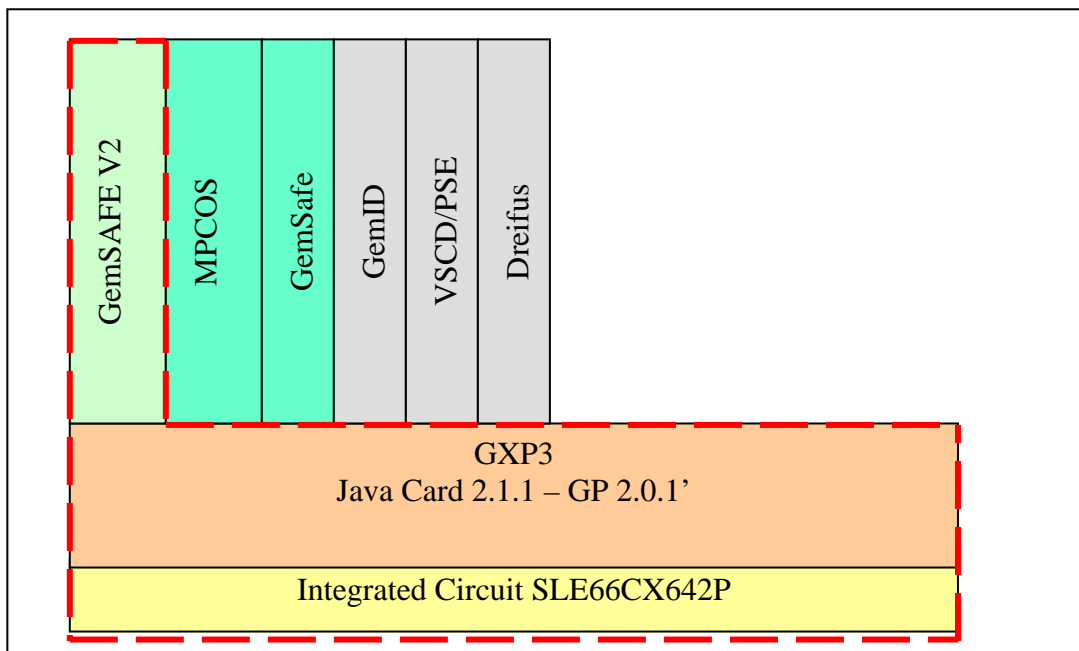 GemSAFE V2
MPCOS
GemSafe
GemID
VSCD/PSE
Dreifus
GXP3
Java Card 2.1.1 – GP 2.0.1’
Integrated Circuit SLE66CX642P